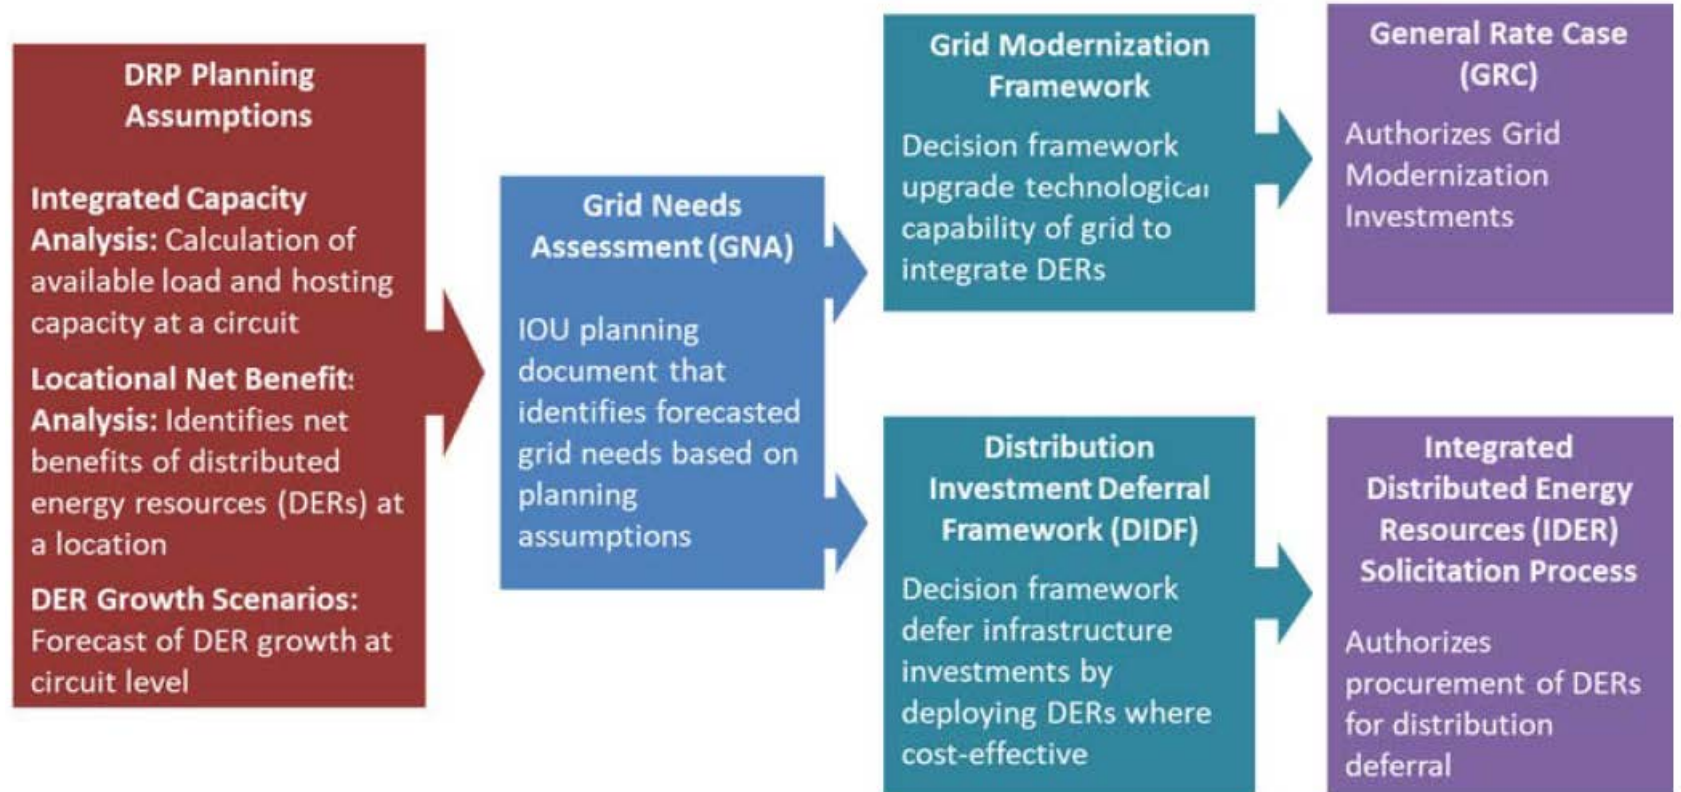 DRP Planning
Assumptions
Integrated Capacity
Analysis: Calculation of
available load and hosting
capacity at a circuit
Locational Net Benefit
Analysis: Identifies net
benefits of distributed
energy resources (DERs) at
a location
DER Growth Scenarios:
Forecast of DER growth at
circuit level
Grid Needs
Assessment (GNA)
IOU planning
document that
identifies forecasted
grid needs based on
planning
assumptions
Grid Modernization
Framework
Decision framework
upgrade technological
capability of grid to
integrate DERs
General Rate Case
(GRC)
Authorizes Grid
Modernization
Investments
Distribution
Investment Deferral
Framework (DIDF)
Decision framework
defer infrastructure
investments by
deploying DERs where
cost-effective
Integrated
Distributed Energy
Resources (IDER)
Solicitation Process
Authorizes
procurement of DERs
for distribution
deferral